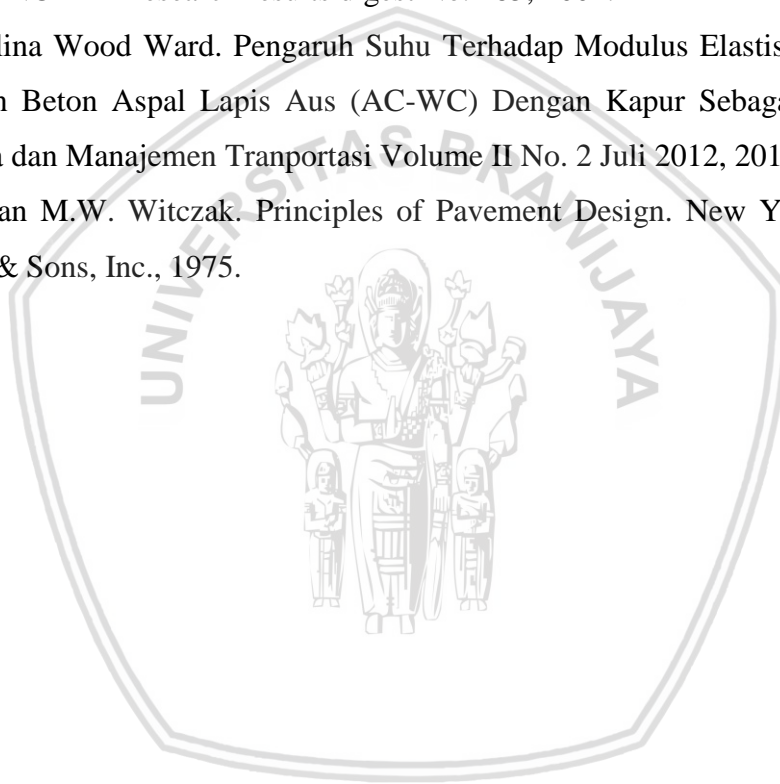 lina Wood Ward. Pengaruh Suhu Terhadap Modulus Elastis
n Beton Aspal Lapis Aus (AC-WC) Dengan Kapur Sebaga
a dan Manajemen Tranportasi Volume II No. 2 Juli 2012, 201
an M.W. Witczak. Principles of Pavement Design. New Y
& Sons, Inc., 1975.
UNIVERSITAS BRAWIJAYA